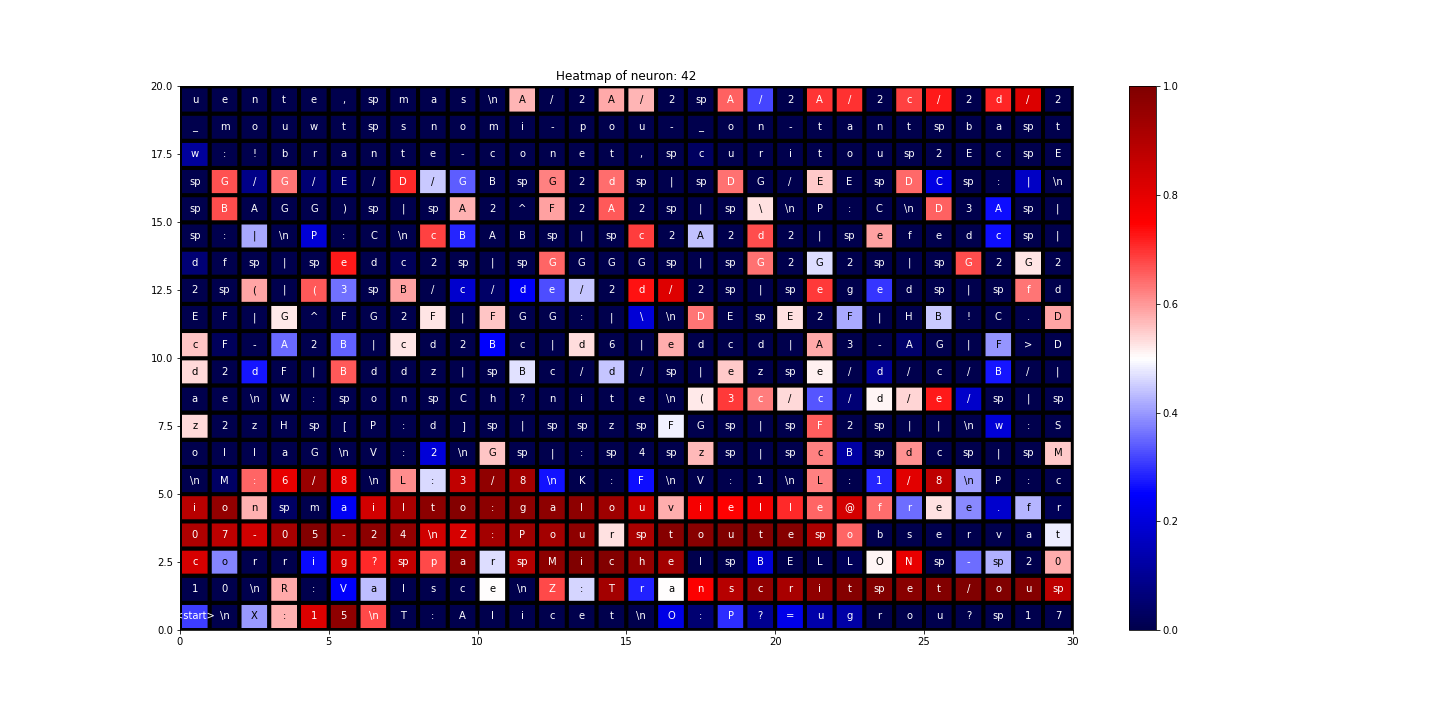 Heatmap of neuron: 42
20.0 u e n t e , sp m a s \n A / 2 A / 2 sp A / 2 A / 2 c / 2 d / 2 1.0
_ m o u w t sp s n o m i - p o u - _ o n - t a n t sp b a sp t
17.5 w : ! b r a n t e - c o n e t , sp c u r i t o u sp 2 E c sp E
sp G / G / E / D / G B sp G 2 d sp | sp D G / E E sp D C sp : | \n 0.8
15.0 sp B A G G ) sp | sp A 2 ^ F 2 A 2 sp | sp \ \n P : C \n D 3 A sp |
sp : | \n P : C \n c B A B sp | sp c 2 A 2 d 2 | sp e f e d c sp |
d f sp | sp e d c 2 sp | sp G G G G sp | sp G 2 G 2 sp | sp G 2 G 2
12.5 2 sp ( | ( 3 sp B / c / d e / 2 d / 2 sp | sp e g e d sp | sp f d
E F | G ^ F G 2 F | F G G : | \ \n D E sp E 2 F | H B ! C . D 0.6
10.0 c F - A 2 B | c d 2 B c | d 6 | e d c d | A 3 - A G | F > D
d 2 d F | B d d z | sp B c / d / sp | e z sp e / d / c / B / |
a e \n W : sp o n sp C h ? n i t e \n ( 3 c / c / d / e / sp | sp 0.4
7.5 z 2 z H sp [ P : d ] sp | sp sp z sp F G sp | sp F 2 sp | | \n w : S
o l l a G \n V : 2 \n G sp | : sp 4 sp z sp | sp c B sp d c sp | sp M
5.0 \n M : 6 / 8 \n L : 3 / 8 \n K : F \n V : 1 \n L : 1 / 8 \n P : c
i o n sp m a i l t o : g a l o u v i e l l e @ f r e e . f r 0.2
0 7 - 0 5 - 2 4 \n Z : P o u r sp t o u t e sp o b s e r v a t
2.5 c o r r i g ? sp p a r sp M i c h e l sp B E L L O N sp - sp 2 0
1 0 \n R : V a l s c e \n Z : T r a n s c r i t sp e t / o u sp
0.0 <start> \n X : 1 5 \n T : A l i c e t \n O : P ? = u g r o u ? sp 1 7 0.0
0 5 10 15 20 25 30